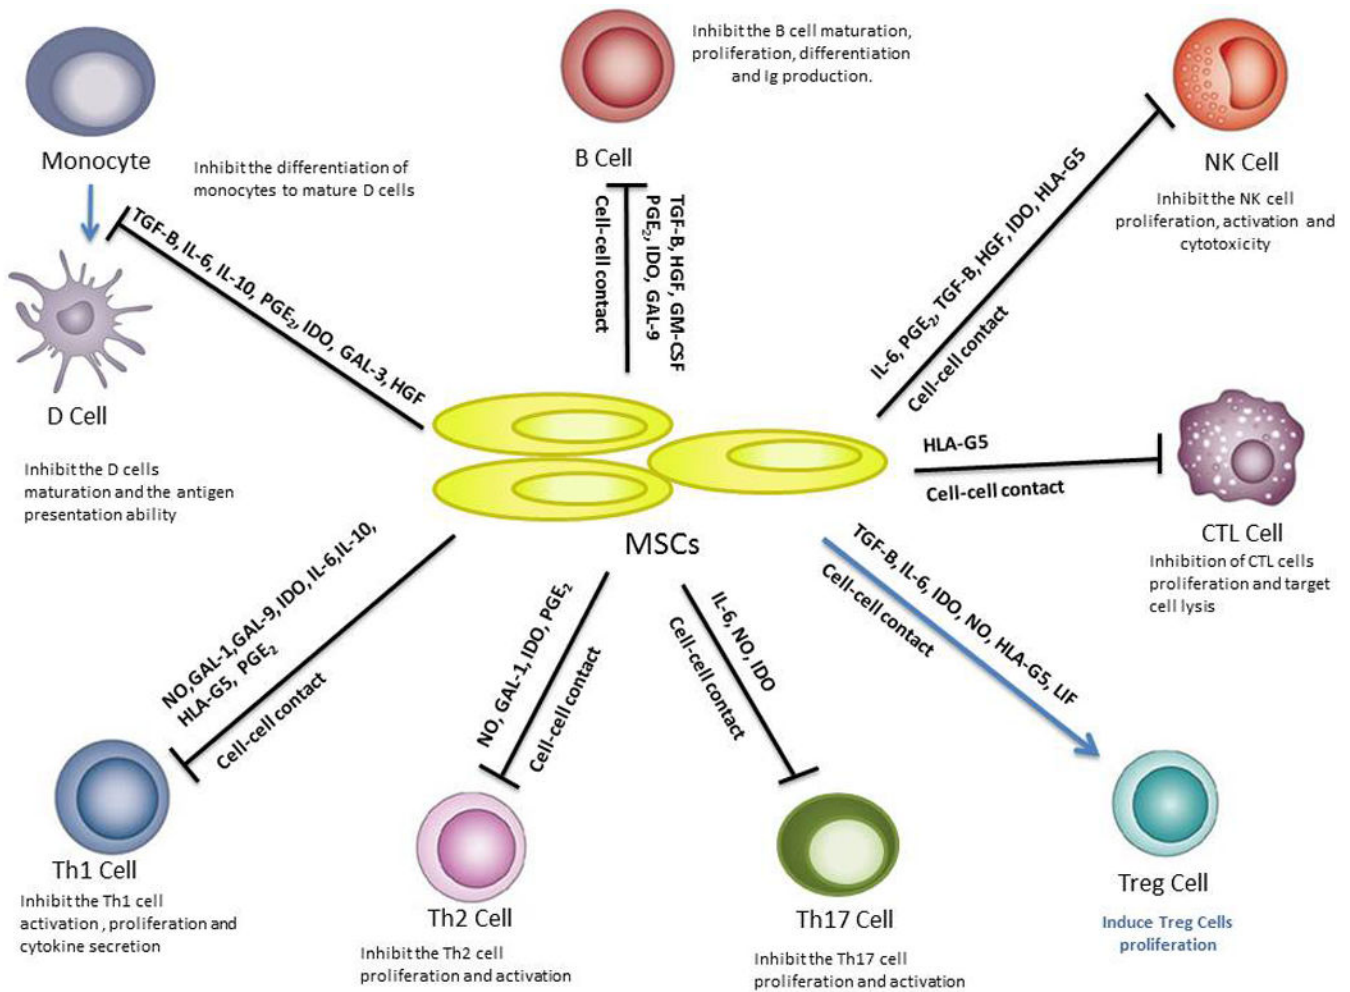 Monocyte
Inhibit the differentiation of
monocytes to mature D cells
TGF-B, IL-6, IL-10, PGE₂, IDO, GAL-3, HGF
D Cell
Inhibit the D cells
maturation and the antigen
presentation ability
B Cell
Inhibit the B cell maturation,
proliferation, differentiation
and Ig production.
Cell-cell contact
TGF-B, HGF, GM-CSF
PGE₂, IDO, GAL-9
NK Cell
Inhibit the NK cell
proliferation, activation and
cytotoxicity
IL-6, PGE₂, TGF-B, HGF, IDO, HLA-G5
Cell-cell contact
HLA-G5
Cell-cell contact
CTL Cell
Inhibition of CTL cells
proliferation and target
cell lysis
MSCs
NO,GAL-1,GAL-9,IDO,IL-6,IL-10,
HLA-G5, PGE₂
Cell-cell contact
Th1 Cell
Inhibit the Th1 cell
activation , proliferation and
cytokine secretion
NO, GAL-1, IDO, PGE₂
Cell-cell contact
Th2 Cell
Inhibit the Th2 cell
proliferation and activation
IL-6, NO, IDO
Cell-cell contact
Th17 Cell
Inhibit the Th17 cell
proliferation and activation
TGF-B, IL-6, IDO, NO, HLA-G5, LIF
Cell-cell contact
Treg Cell
Induce Treg Cells
proliferation